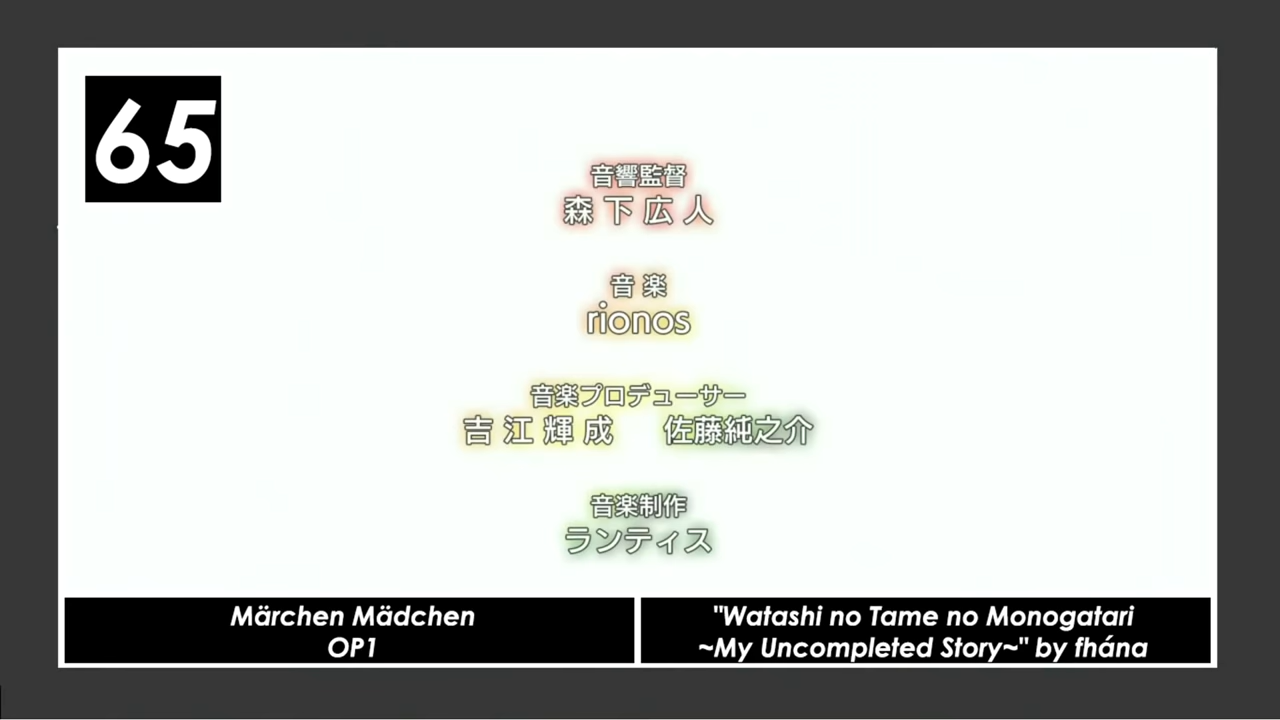 65
音響監督
森下広人
音楽
rionos
音楽プロデューサー
吉江輝成 佐藤純之介
音楽制作
ランティス
Märchen Mädchen
OP1
"Watashi no Tame no Monogatari
~My Uncompleted Story~" by fhána